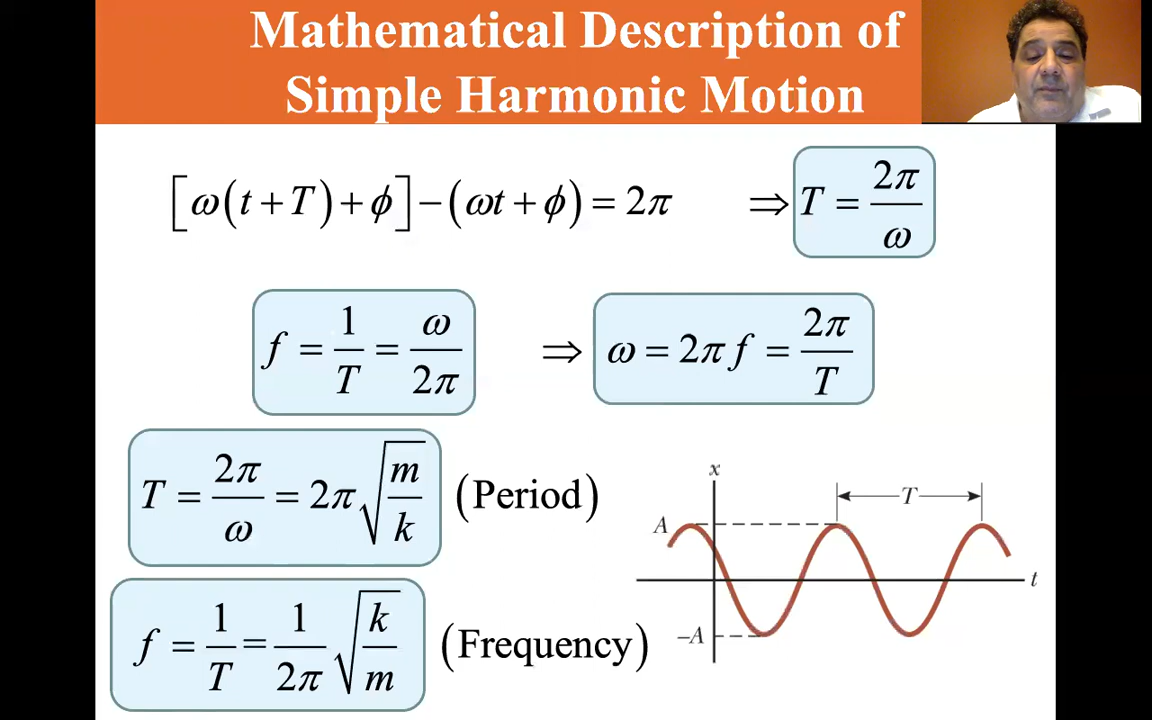 Mathematical Description of
Simple Harmonic Motion
[ω(t + T) + ϕ] − (ωt + ϕ) = 2π ⇒ T = 2π/ω
f = 1/T = ω/2π ⇒ ω = 2π f = 2π/T
T = 2π/ω = 2π√(m/k) (Period)
f = 1/T = 1/2π √(k/m) (Frequency)
x
T
A
t
–A